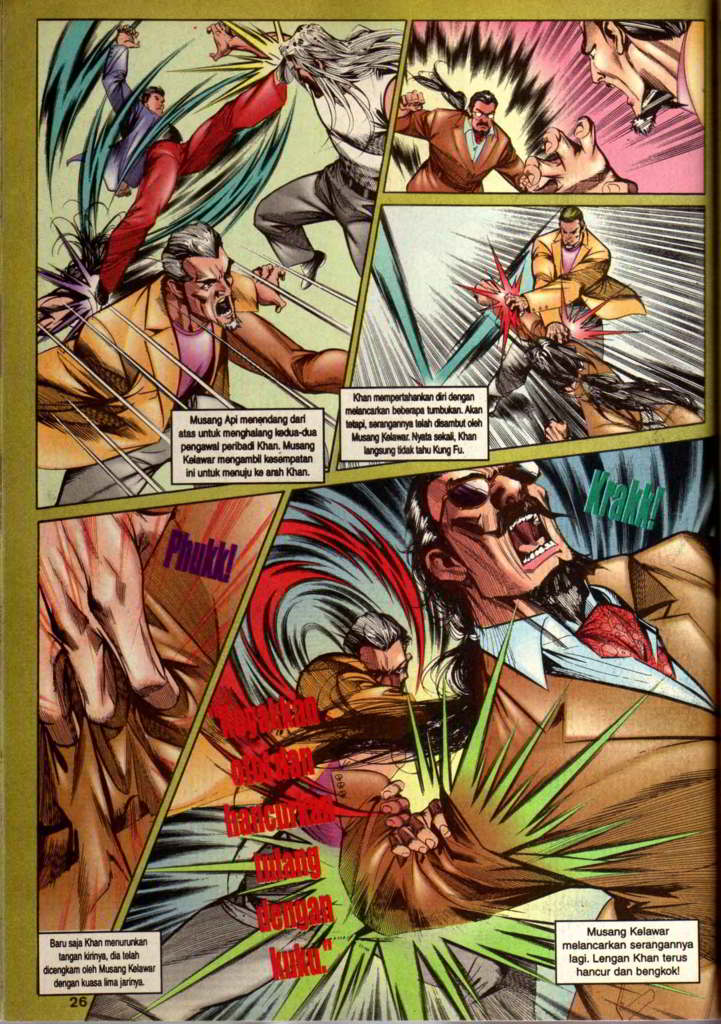 Musang Api menendang dari
atas untuk menghalang kedua-dua
pengawal peribadi Khan. Musang
Kelawar mengambil kesempatan
ini untuk menuju ke arah Khan.
Khan mempertahankan diri dengan
melancarkan beberapa tumbukan. Akan
tetapi, serangannya telah disambut oleh
Musang Kelawar. Nyata sekali, Khan
langsung tidak tahu Kung Fu.
Phukk!
Krakk!
dan
bancurkan
tulang
dengan
kuku."
Baru saja Khan menurunkan
tangan kirinya, dia telah
dicengkam oleh Musang Kelawar
dengan kuasa lima jarinya.
Musang Kelawar
melancarkan serangannya
lagi. Lengan Khan terus
hancur dan bengkok!
26